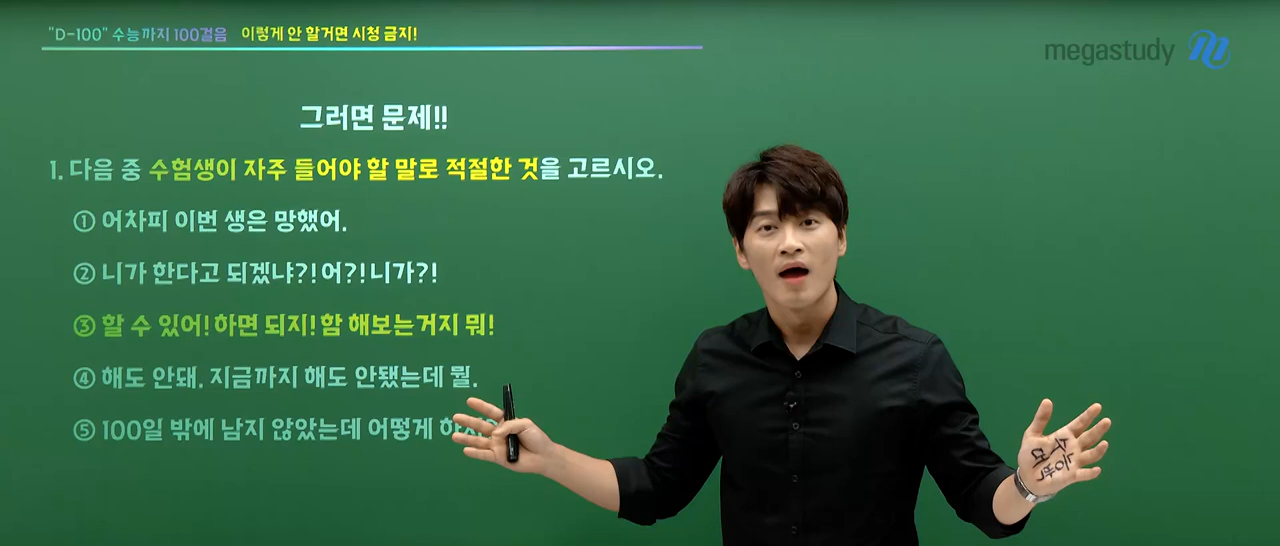 "D-100" 수능까지 100걸음 이렇게 안 할거면 시청 금지!
megastudy
그러면 문제!!
1. 다음 중 수험생이 자주 들어야 할 말로 적절한 것을 고르시오.
① 어차피 이번 생은 망했어.
② 니가 한다고 되겠냐?! 어?! 니가?!
③ 할 수 있어! 하면 되지! 함 해보는거지 뭐!
④ 해도 안돼. 지금까지 해도 안됐는데 뭘.
⑤ 100일 밖에 남지 않았는데 어떻게
수능
대박